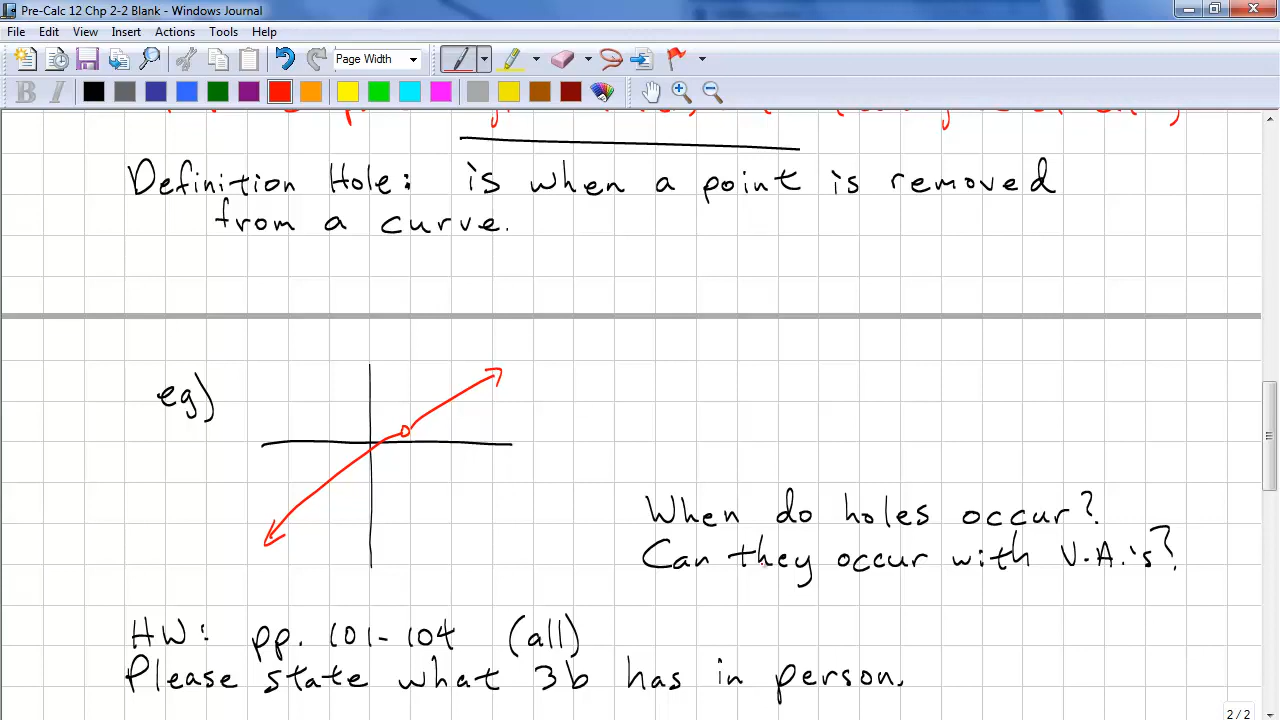 Pre-Calc 12 Chp 2-2 Blank - Windows Journal
File Edit View Insert Actions Tools Help
Page Width
B I
Definition Hole: is when a point is removed
from a curve.
eg)
When do holes occur?
Can they occur with V.A.'s?
HW: pp. 101-104 (all)
Please state what 3b has in person.
2/2